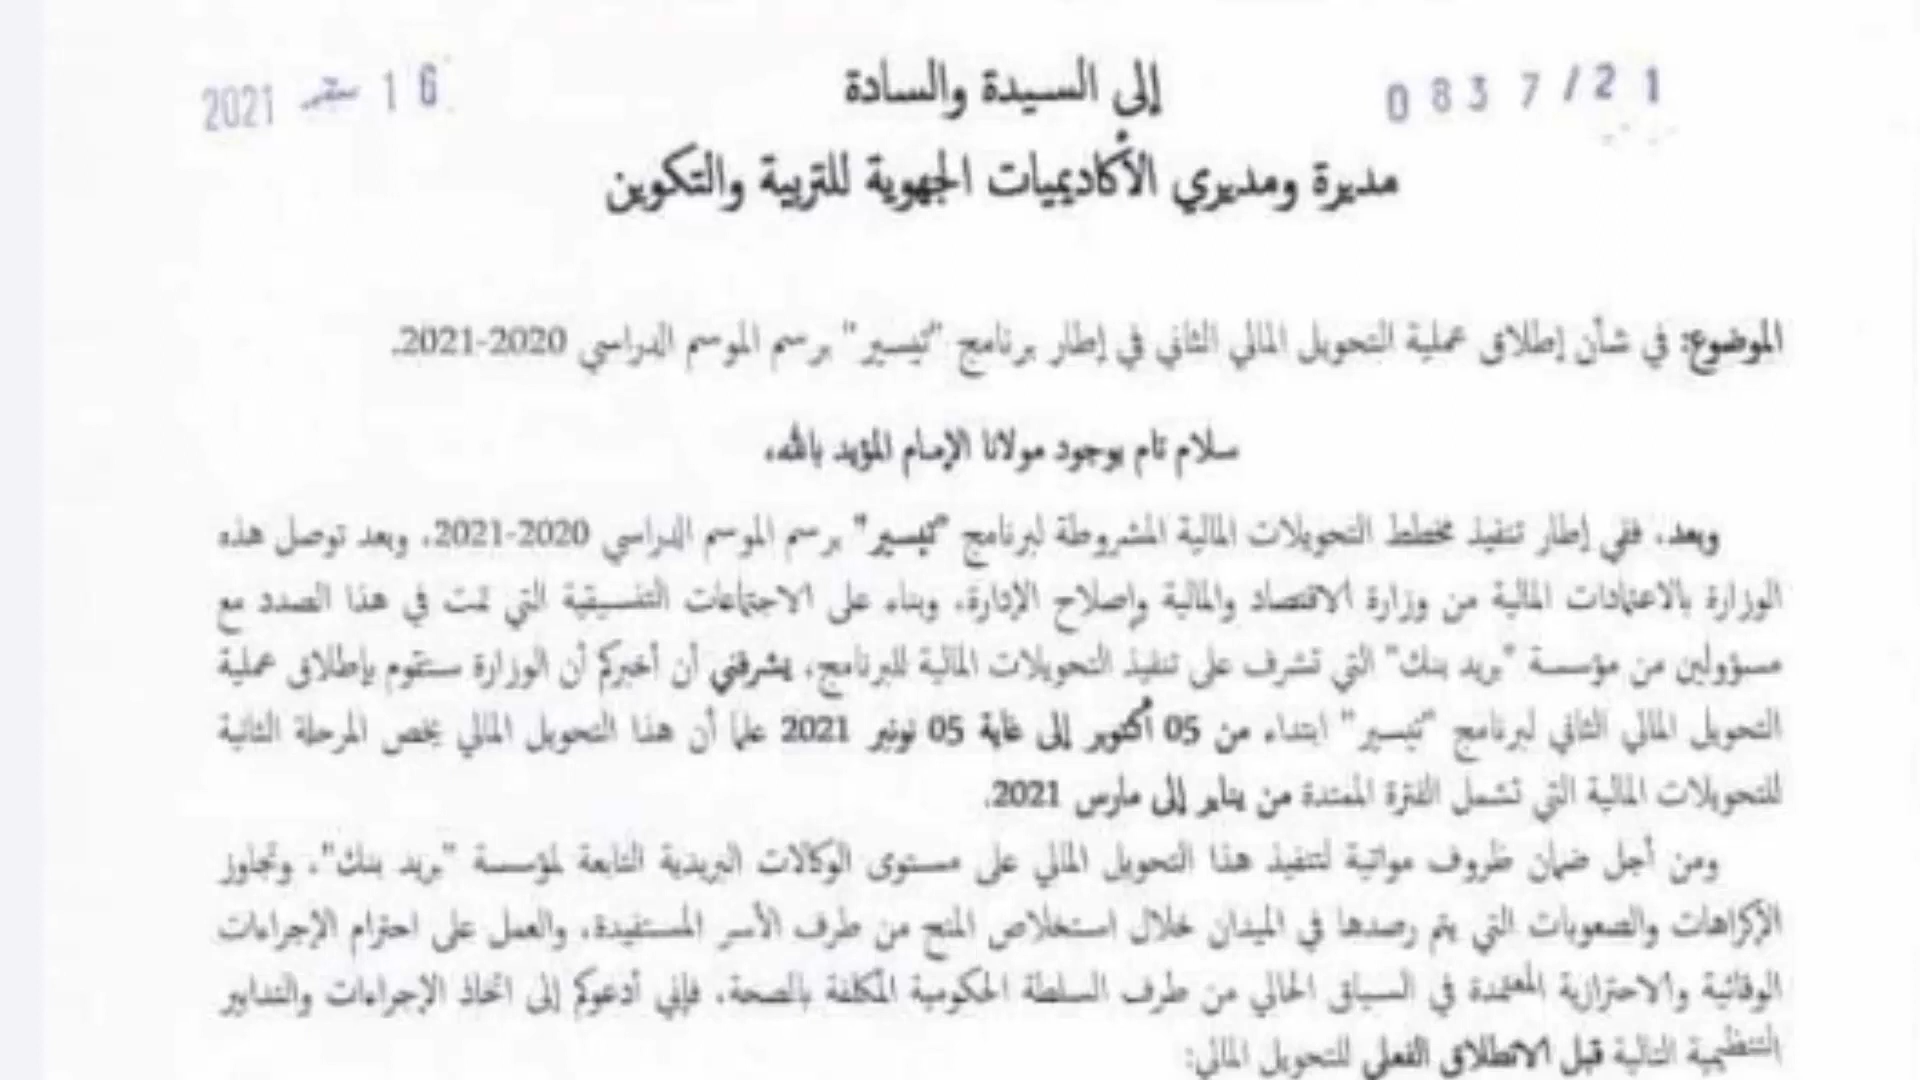 0837/21
16 سبتمبر 2021
إلى السيدة والسادة
مديرة ومديري الأكاديميات الجهوية للتربية والتكوين
الموضوع: في شأن إطلاق عملية التحويل المالي الثاني في إطار برنامج "تيسير" برسم الموسم الدراسي 2020-2021.
سلام تام بوجود مولانا الإمام المؤيد بالله،
وبعد، ففي إطار تنفيذ مخطط التحويلات المالية المشروطة لبرنامج "تيسير" برسم الموسم الدراسي 2020-2021، وبعد توصل هذه
الوزارة بالاعتمادات المالية من وزارة الاقتصاد والمالية وإصلاح الإدارة، وبناء على الاجتماعات التنسيقية التي تمت في هذا الصدد مع
مسؤولين من مؤسسة "بريد بنك" التي تشرف على تنفيذ التحويلات المالية للبرنامج، يشرفني أن أخبركم أن الوزارة ستقوم بإطلاق عملية
التحويل المالي الثاني لبرنامج "تيسير" ابتداء من 05 أكتوبر إلى غاية 05 نونبر 2021 علما أن هذا التحويل المالي يخص المرحلة الثانية
للتحويلات المالية التي تشمل الفترة الممتدة من يناير إلى مارس 2021.
ومن أجل ضمان ظروف مواتية لتنفيذ هذا التحويل المالي على مستوى الوكالات البريدية التابعة لمؤسسة "بريد بنك"، وتجاوز
الإكراهات والصعوبات التي يتم رصدها في الميدان خلال استخلاص المنح من طرف الأسر المستفيدة، والعمل على احترام الإجراءات
الوقائية والاحترازية المعتمدة في السياق الحالي من طرف السلطة الحكومية المكلفة بالصحة، فإني أدعوكم إلى اتخاذ الإجراءات والتدابير
التنظيمية التالية قبل الانطلاق الفعلي للتحويل المالي: